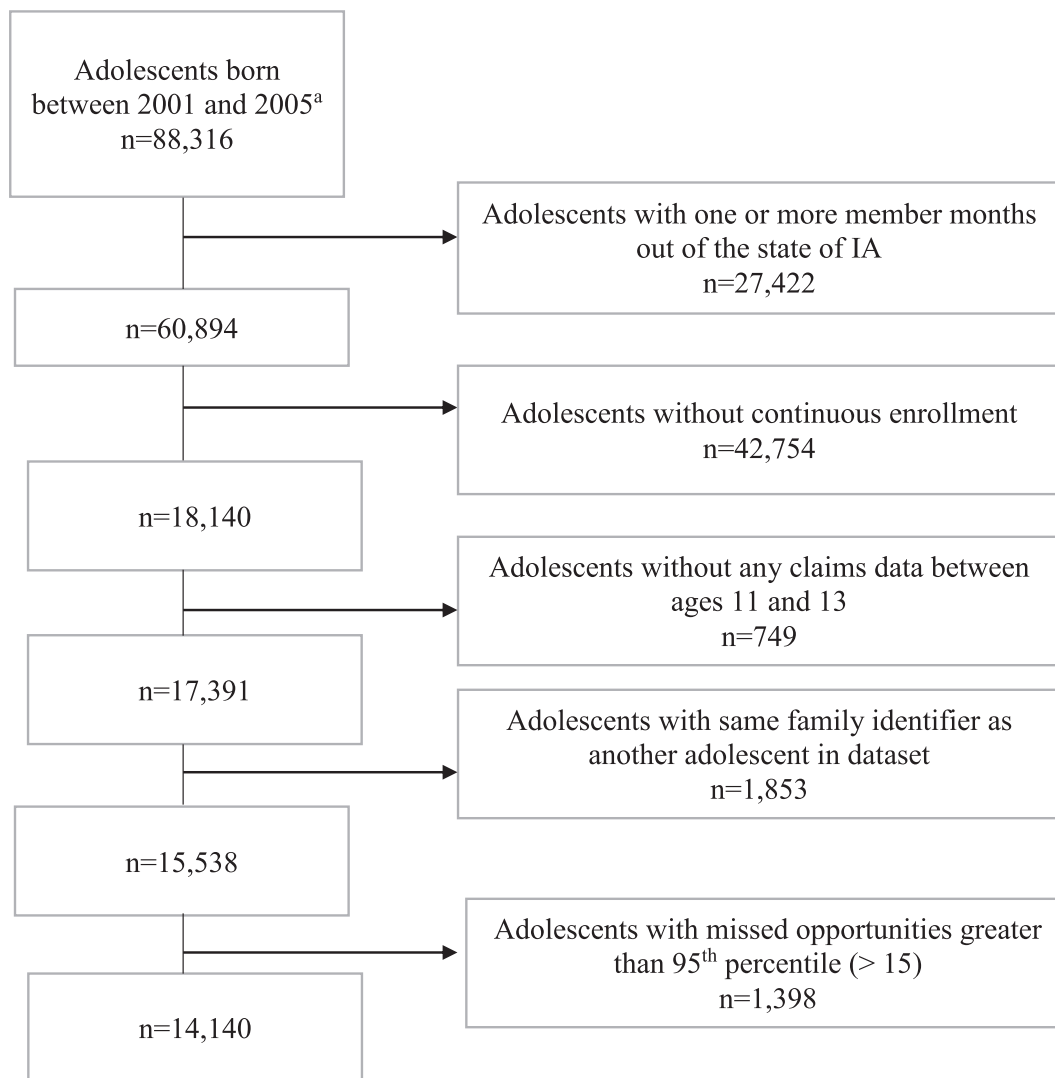 Adolescents born
between 2001 and 2005ᵃ
n=88,316
Adolescents with one or more member months
out of the state of IA
n=27,422
n=60,894
Adolescents without continuous enrollment
n=42,754
n=18,140
Adolescents without any claims data between
ages 11 and 13
n=749
n=17,391
Adolescents with same family identifier as
another adolescent in dataset
n=1,853
n=15,538
Adolescents with missed opportunities greater
than 95ᵗʰ percentile (> 15)
n=1,398
n=14,140